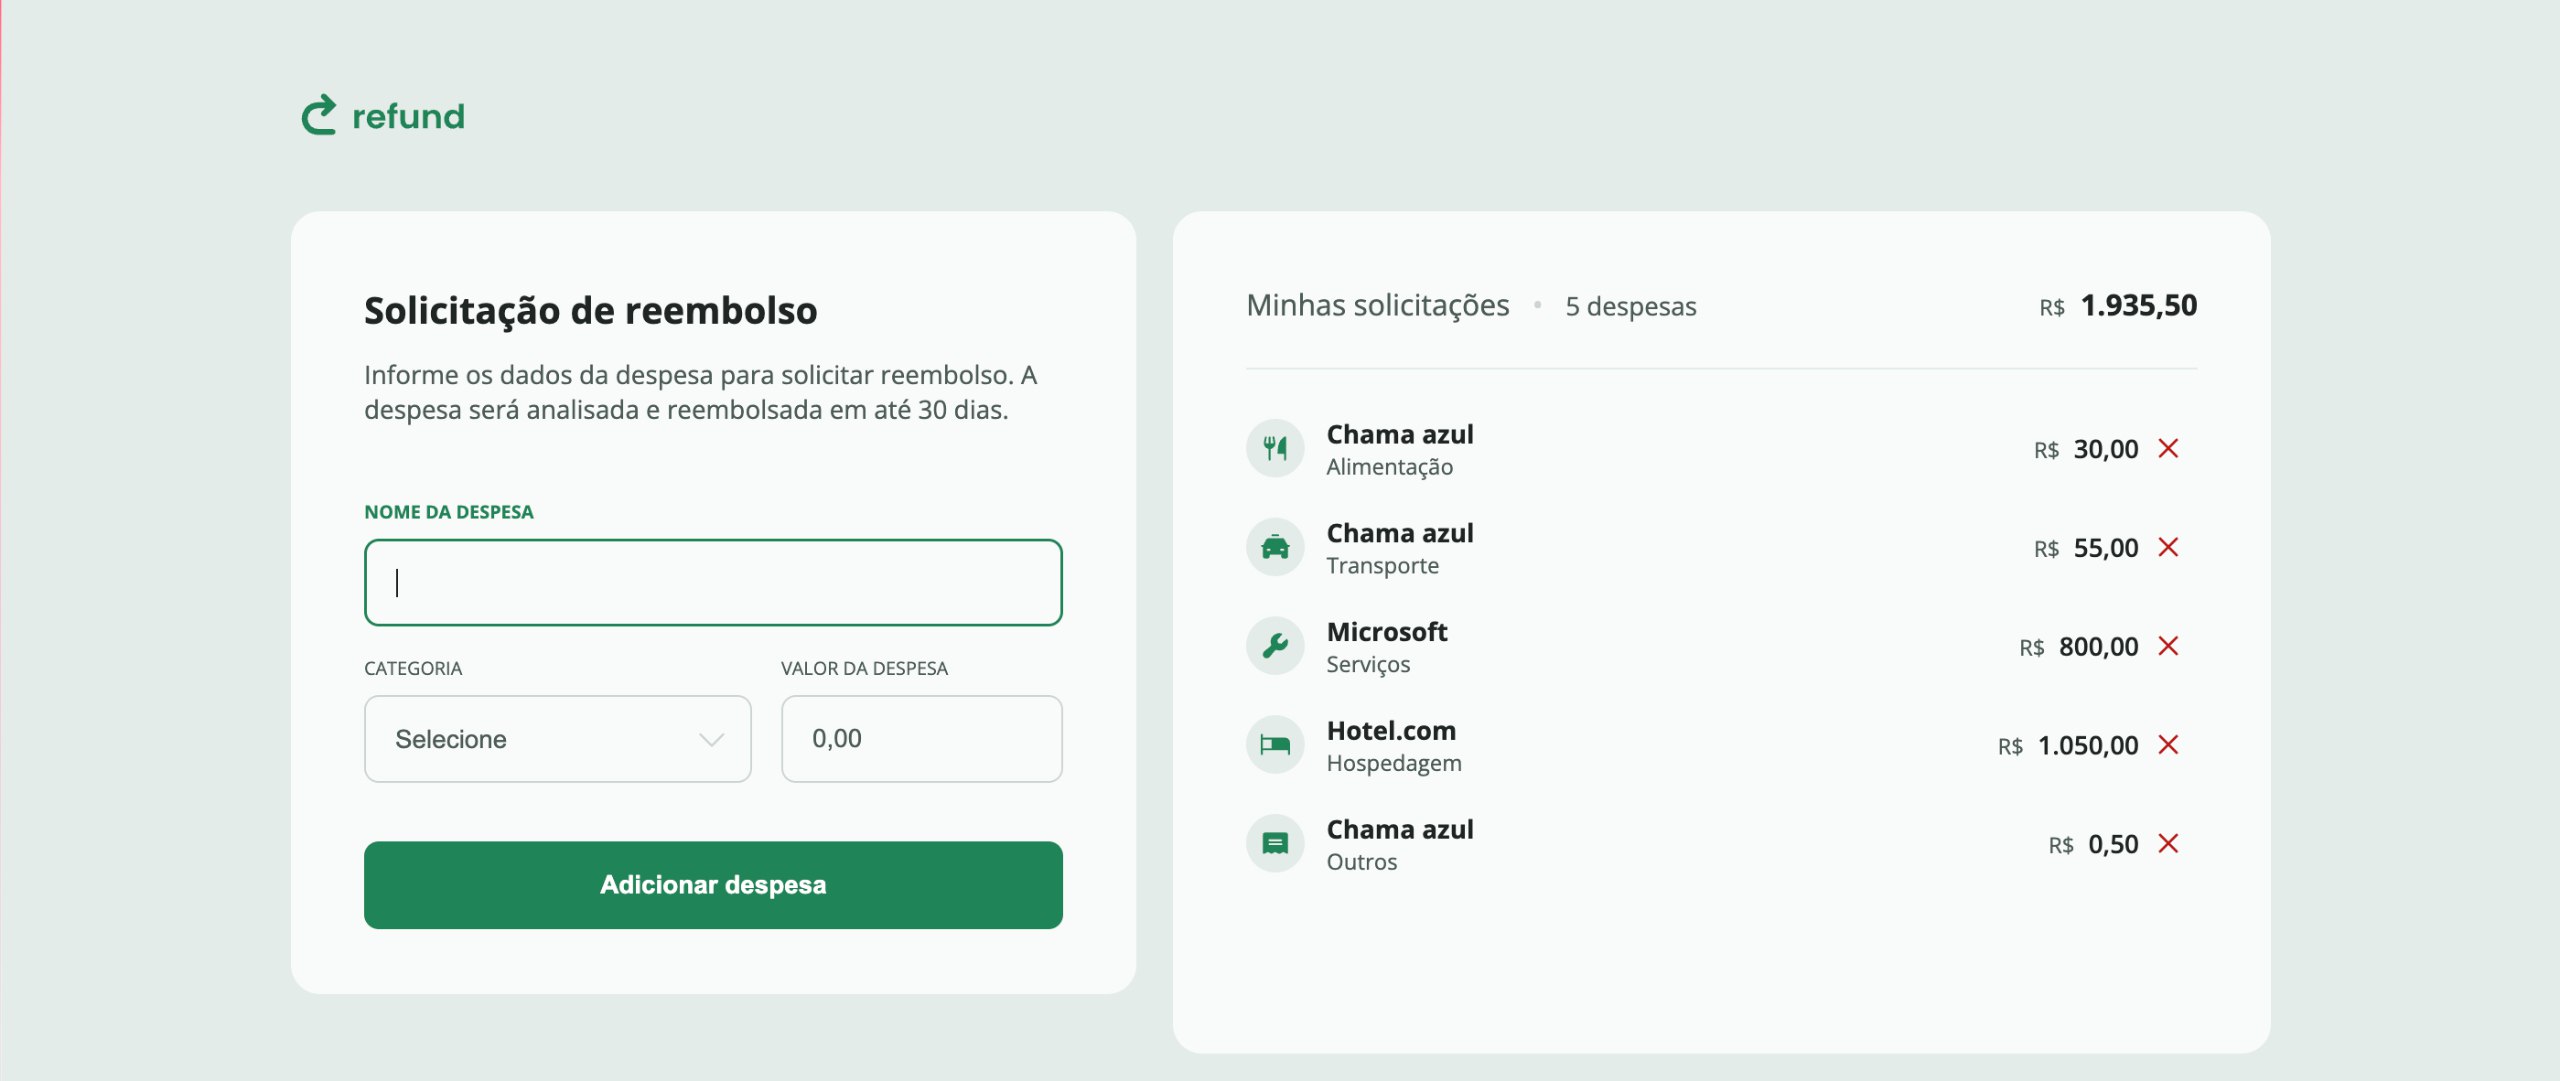 refund
Solicitação de reembolso
Informe os dados da despesa para solicitar reembolso. A
despesa será analisada e reembolsada em até 30 dias.
NOME DA DESPESA
CATEGORIA
VALOR DA DESPESA
Selecione
0,00
Adicionar despesa
Minhas solicitações • 5 despesas R$ 1.935,50
Chama azul
Alimentação
R$ 30,00
Chama azul
Transporte
R$ 55,00
Microsoft
Serviços
R$ 800,00
Hotel.com
Hospedagem
R$ 1.050,00
Chama azul
Outros
R$ 0,50